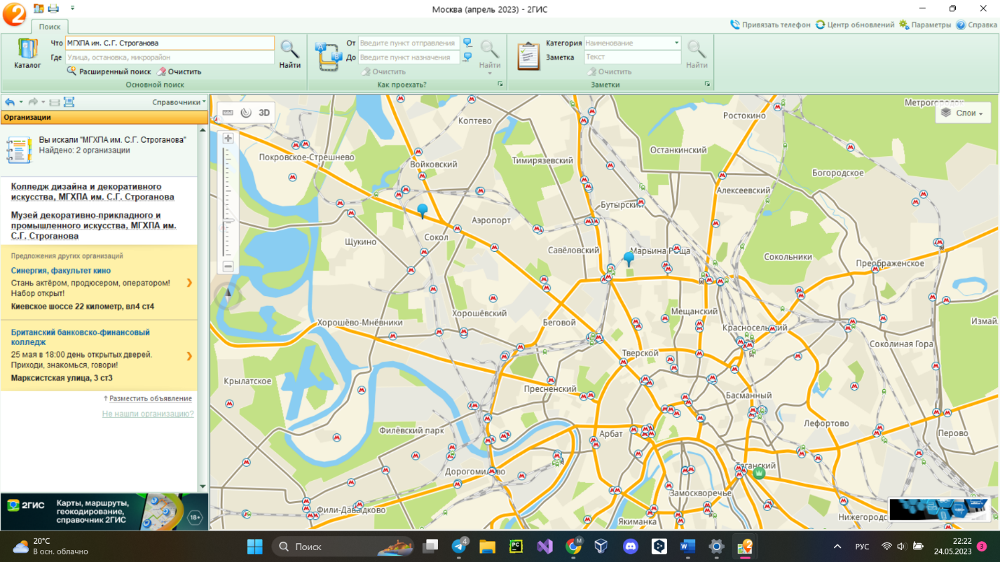 Москва (апрель 2023) - 2ГИС
Поиск
Привязать телефон
Центр обновлений
Параметры
Справка
Каталог
Что
МГХПА им. С.Г. Строганова
Где
Улица, остановка, микрорайон
Найти
Расширенный поиск
Очистить
Основной поиск
От
Введите пункт отправления
До
Введите пункт назначения
Найти
Очистить
Как проехать?
Категория
Наименование
Заметка
Текст
Найти
Очистить
Заметки
Справочники
Организации
Вы искали "МГХПА им. С.Г. Строганова"
Найдено: 2 организации
Колледж дизайна и декоративного
искусства, МГХПА им. С.Г. Строганова
Музей декоративно-прикладного и
промышленного искусства, МГХПА им.
С.Г. Строганова
Предложения других организаций
Синергия, факультет кино
Стань актёром, продюсером, оператором!
Набор открыт!
Киевское шоссе 22 километр, вл4 ст4
Британский банковско-финансовый
колледж
25 мая в 18:00 день открытых дверей.
Приходи, знакомься, говори!
Марксистская улица, 3 ст3
↑ Разместить объявление
Не нашли организацию?
2ГИС
Карты, маршруты,
геокодирование,
справочник 2ГИС
18+
3D
Слои
Метрогородок
Ростокино
Коптево
Останкинский
Покровское-Стрешнево
Войковский
Тимирязевский
Богородское
Алексеевский
Бутырский
Аэропорт
Сокол
Щукино
Савёловский
Марьина Роща
Сокольники
Преображенское
Хорошёвский
Мещанский
Хорошёво-Мнёвники
Беговой
Красносельский
Измай
Соколиная Гора
Тверской
Крылатское
Пресненский
Басманный
Лефортово
Филёвский парк
Арбат
Перово
Таганский
Дорогомилово
Замоскворечье
Фили-Давыдково
Якиманка
Нижегородс
20°C
В осн. облачно
Поиск
4
РУС
22:22
24.05.2023
3